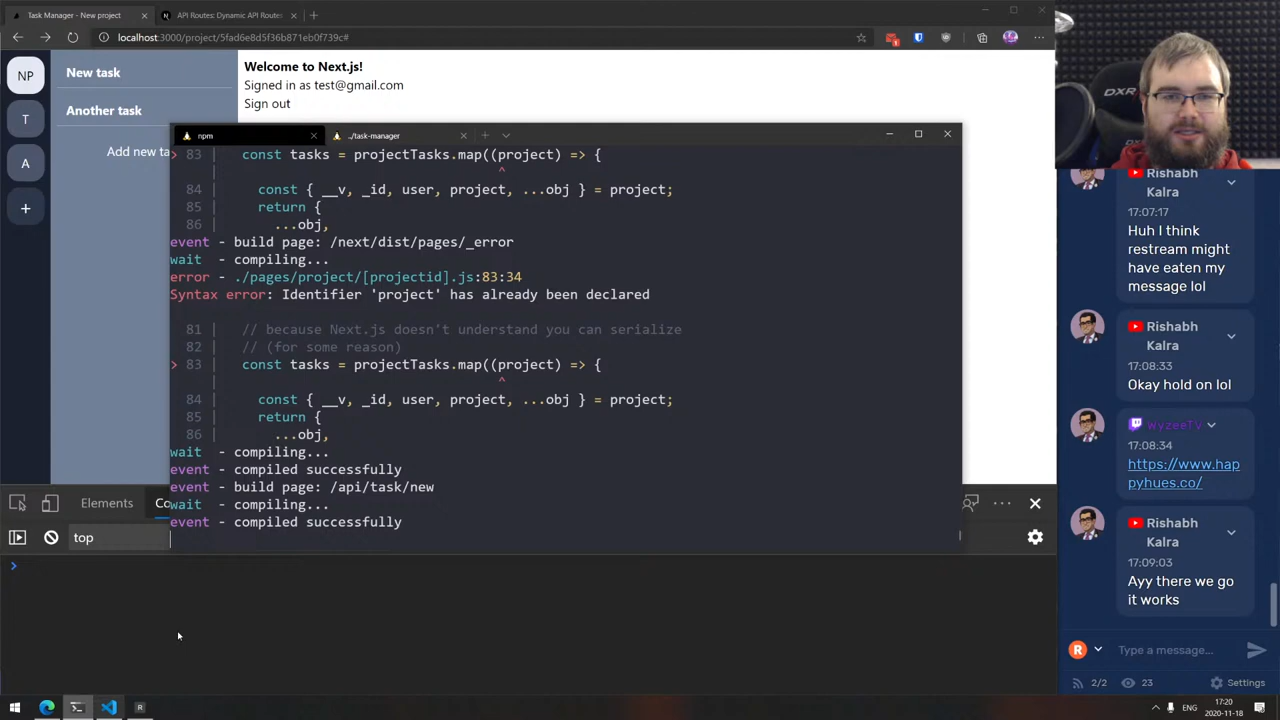 Task Manager - New project
API Routes: Dynamic API Routes
localhost:3000/project/5fad6e8d5f36b871eb0f739c#
NP
New task
T
Another task
A
Add new ta
+
Welcome to Next.js!
Signed in as test@gmail.com
Sign out
npm
../task-manager
> 83 | const tasks = projectTasks.map((project) => {
| ^
84 | const { __v, _id, user, project, ...obj } = project;
85 | return {
86 | ...obj,
event - build page: /next/dist/pages/_error
wait - compiling...
error - ./pages/project/[projectid].js:83:34
Syntax error: Identifier 'project' has already been declared
81 | // because Next.js doesn't understand you can serialize
82 | // (for some reason)
> 83 | const tasks = projectTasks.map((project) => {
| ^
84 | const { __v, _id, user, project, ...obj } = project;
85 | return {
86 | ...obj,
wait - compiling...
event - compiled successfully
event - build page: /api/task/new
wait - compiling...
event - compiled successfully
Elements
Co
top
DXR
Rishabh
Kalra
17:07:17
Huh I think
restream might
have eaten my
message lol
Rishabh
Kalra
17:08:33
Okay hold on lol
WyzeeTV
17:08:34
https://www.hap
pyhues.co/
Rishabh
Kalra
17:09:03
Ayy there we go
it works
R
Type a message...
2/2
23
Settings
ENG
17:20
2020-11-18